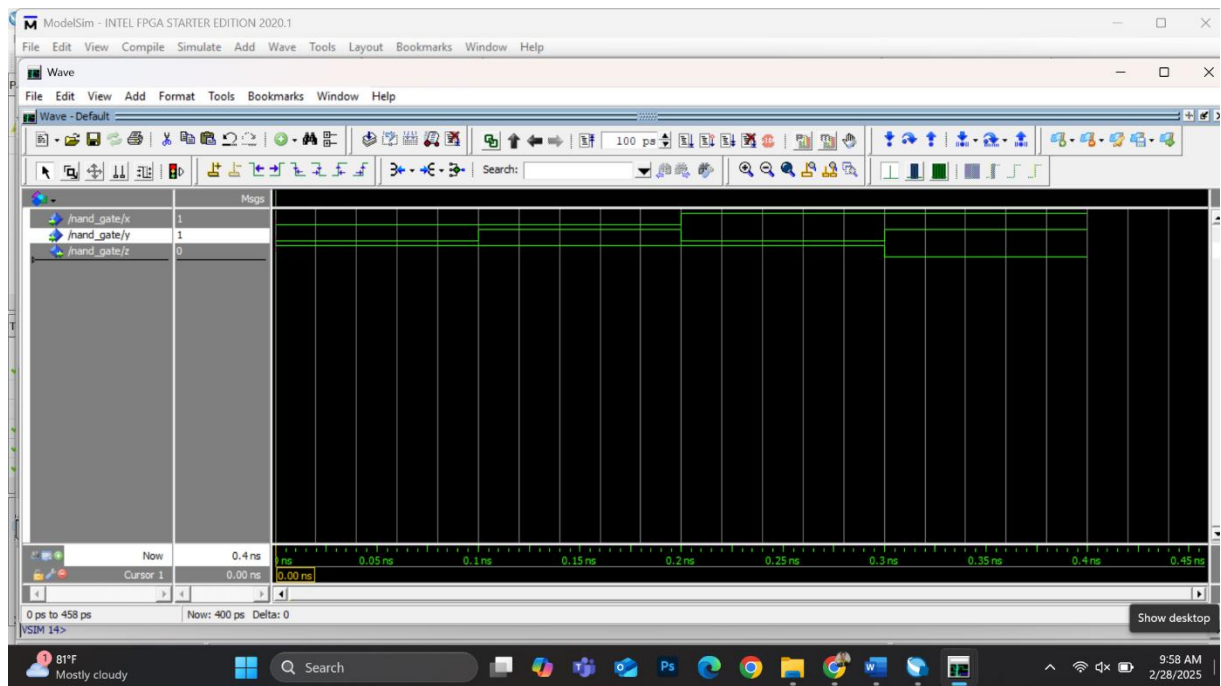 ModelSim - INTEL FPGA STARTER EDITION 2020.1
File Edit View Compile Simulate Add Wave Tools Layout Bookmarks Window Help
Wave
File Edit View Add Format Tools Bookmarks Window Help
Wave - Default
100 ps
Search:
Msgs
/nand_gate/x 1
/nand_gate/y 1
/nand_gate/z 0
Now 0.4 ns
ns 0.05 ns 0.1 ns 0.15 ns 0.2 ns 0.25 ns 0.3 ns 0.35 ns 0.4 ns 0.45 ns
Cursor 1 0.00 ns 0.00 ns
0 ps to 458 ps Now: 400 ps Delta: 0
Show desktop
VSIM 14>
1
81°F
Mostly cloudy
Search
Ps
9:58 AM
2/28/2025